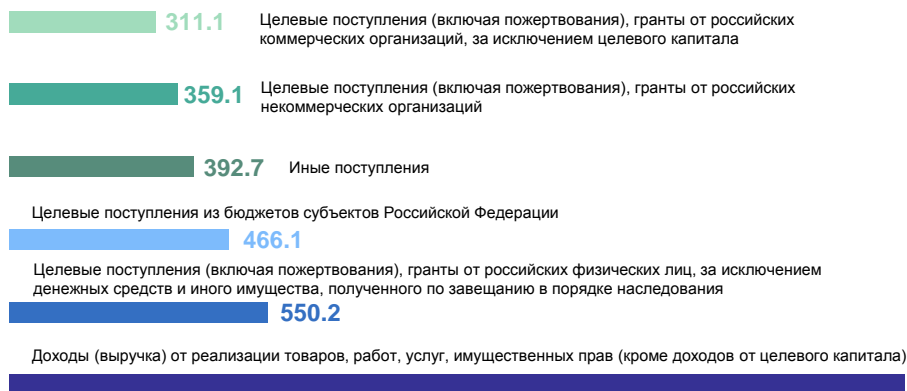 311.1 Целевые поступления (включая пожертвования), гранты от российских
коммерческих организаций, за исключением целевого капитала
359.1 Целевые поступления (включая пожертвования), гранты от российских
некоммерческих организаций
392.7 Иные поступления
Целевые поступления из бюджетов субъектов Российской Федерации
466.1
Целевые поступления (включая пожертвования), гранты от российских физических лиц, за исключением
денежных средств и иного имущества, полученного по завещанию в порядке наследования
550.2
Доходы (выручка) от реализации товаров, работ, услуг, имущественных прав (кроме доходов от целевого капитала)